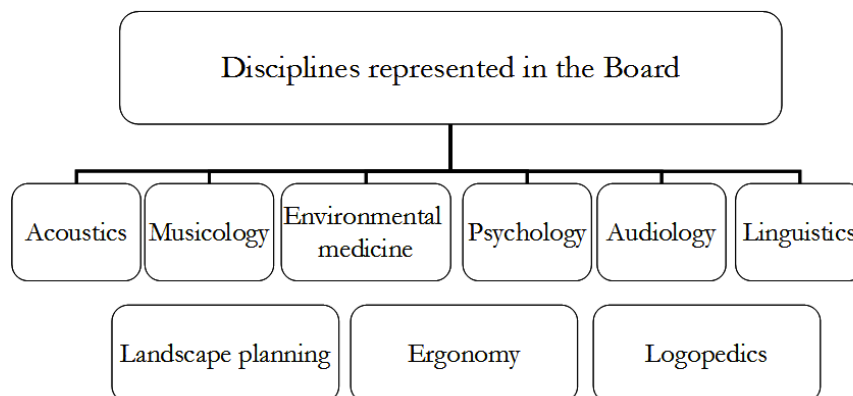 Disciplines represented in the Board
Acoustics
Musicology
Environmental
medicine
Psychology
Audiology
Linguistics
Landscape planning
Ergonomy
Logopedics